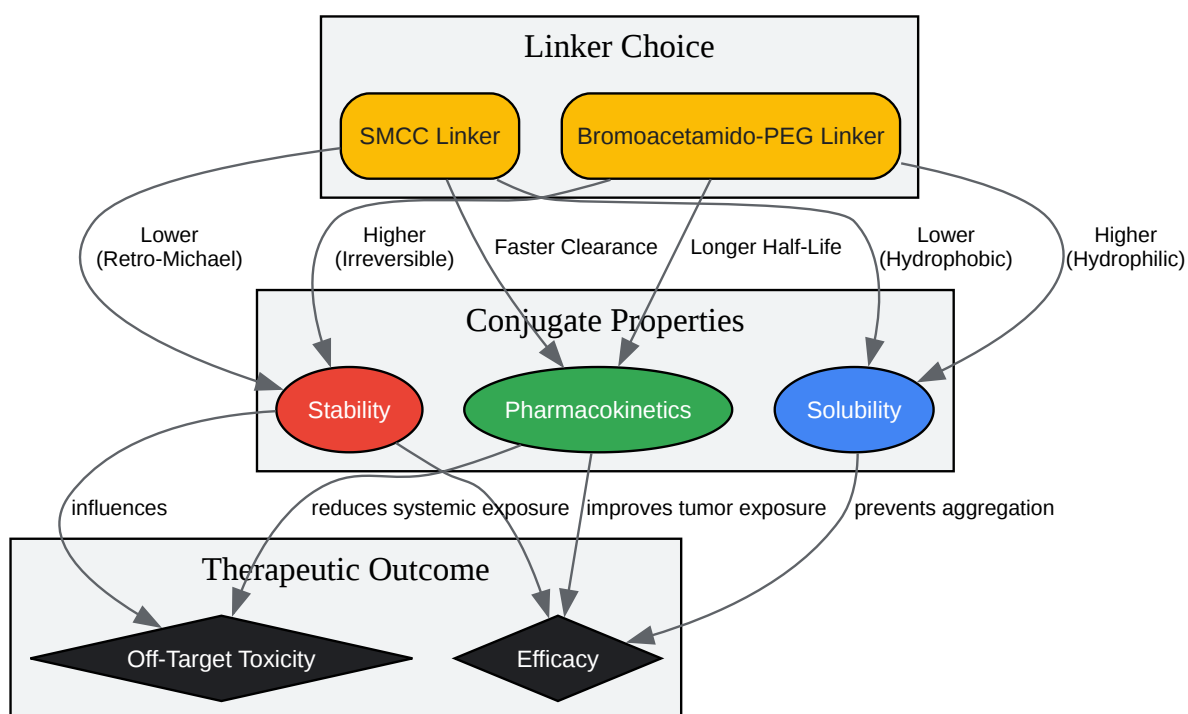 Linker Choice
SMCC Linker
Bromoacetamido-PEG Linker
Lower
(Retro-Michael)
Higher
(Irreversible)
Faster Clearance
Longer Half-Life
Lower
(Hydrophobic)
Higher
(Hydrophilic)
Conjugate Properties
Stability
Pharmacokinetics
Solubility
influences
reduces systemic exposure
improves tumor exposure
prevents aggregation
Therapeutic Outcome
Off-Target Toxicity
Efficacy